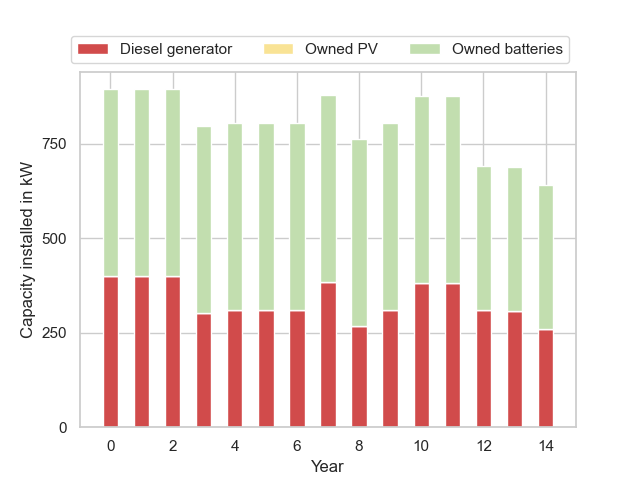 Diesel generator Owned PV Owned batteries
Capacity installed in kW
750
500
250
0
0 2 4 6 8 10 12 14
Year